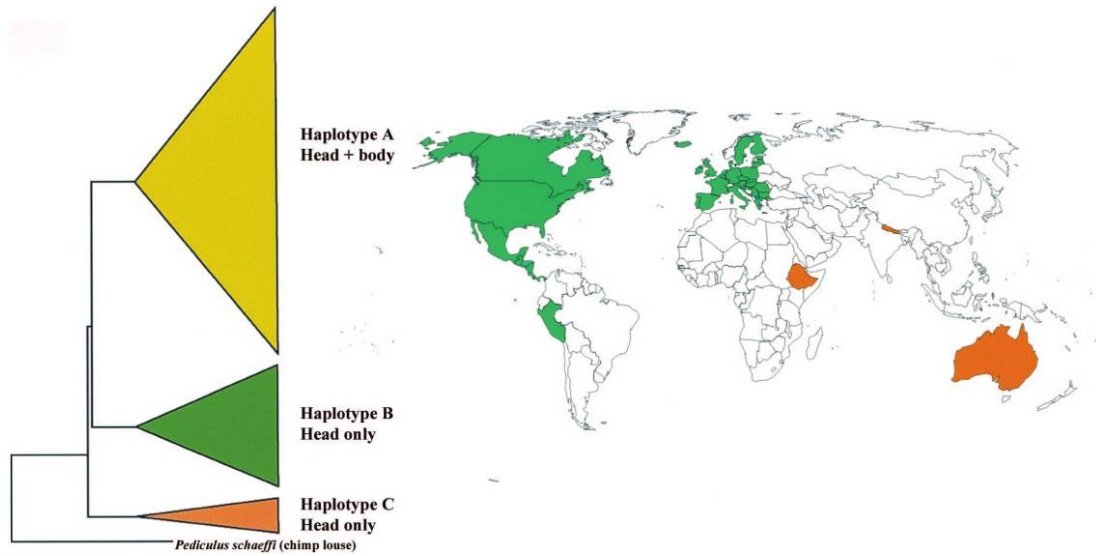 Haplotype A
Head + body
Haplotype B
Head only
Haplotype C
Head only
Pediculus schaeffi (chimp louse)